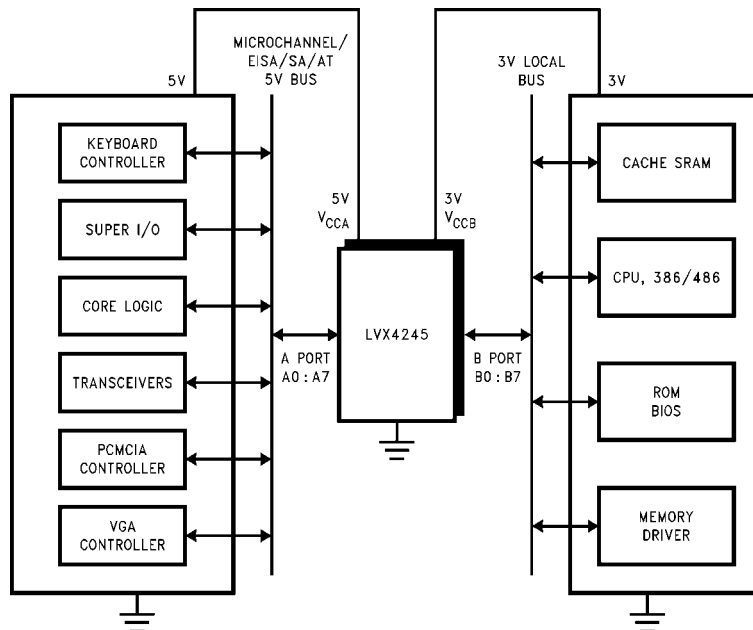 MICROCHANNEL/
EISA/SA/AT
5V BUS
5V
3V LOCAL
BUS
3V
KEYBOARD
CONTROLLER
SUPER I/O
CORE LOGIC
TRANSCEIVERS
PCMCIA
CONTROLLER
VGA
CONTROLLER
5V
VCCA
3V
VCCB
LVX4245
A PORT
A0:A7
B PORT
B0:B7
CACHE SRAM
CPU, 386/486
ROM
BIOS
MEMORY
DRIVER